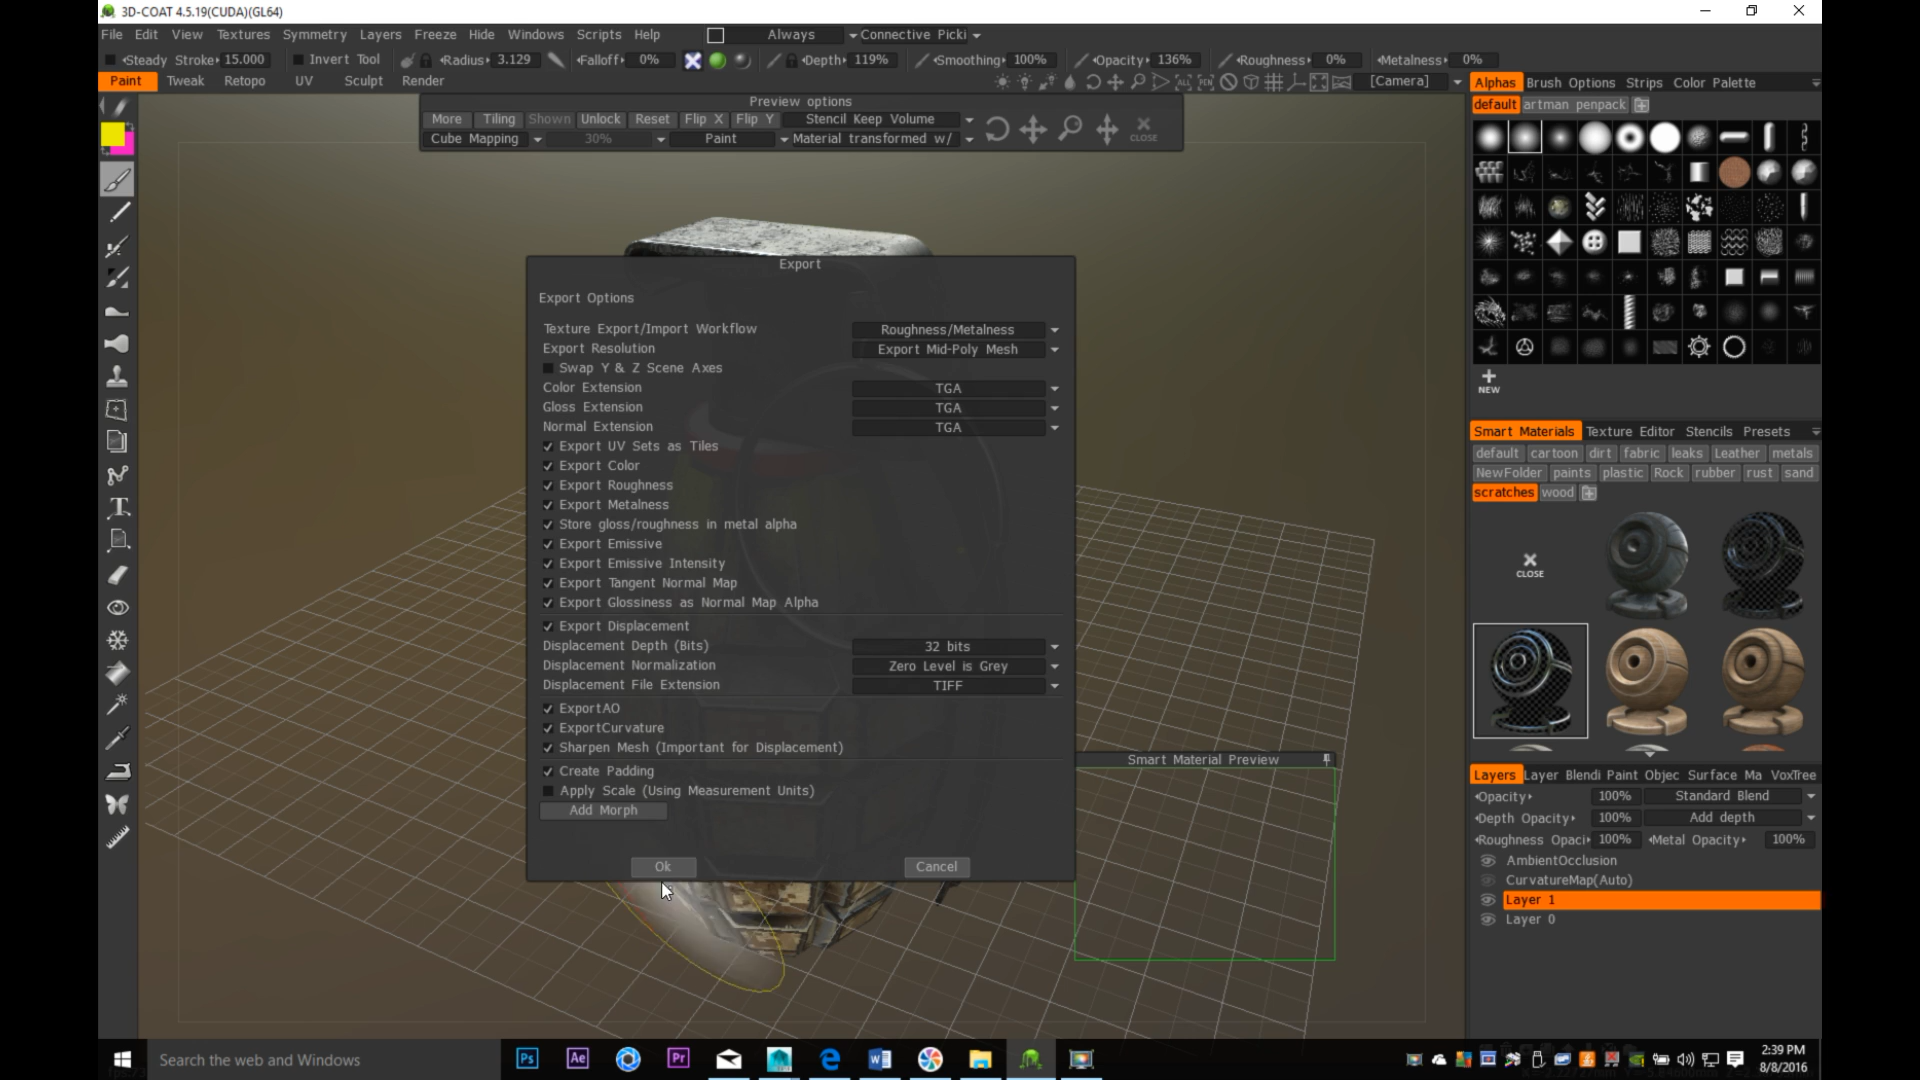 3D-COAT 4.5.19(CUDA)(GL64)
File Edit View Textures Symmetry Layers Freeze Hide Windows Scripts Help Always Connective Picki
Steady Stroke 15.000 Invert Tool Radius 3.129 Falloff 0% Depth 119% Smoothing 100% Opacity 136% Roughness 0% Metalness 0%
Paint Tweak Retopo UV Sculpt Render [Camera]
Alphas Brush Options Strips Color Palette
default artman penpack
NEW
Preview options
More Tiling Shown Unlock Reset Flip X Flip Y Stencil Keep Volume
Cube Mapping 30% Paint Material transformed w/ CLOSE
Export
Export Options
Texture Export/Import Workflow Roughness/Metalness
Export Resolution Export Mid-Poly Mesh
Swap Y & Z Scene Axes
Color Extension TGA
Gloss Extension TGA
Normal Extension TGA
Export UV Sets as Tiles
Export Color
Export Roughness
Export Metalness
Store gloss/roughness in metal alpha
Export Emissive
Export Emissive Intensity
Export Tangent Normal Map
Export Glossiness as Normal Map Alpha
Export Displacement
Displacement Depth (Bits) 32 bits
Displacement Normalization Zero Level is Grey
Displacement File Extension TIFF
ExportAO
ExportCurvature
Sharpen Mesh (Important for Displacement)
Create Padding
Apply Scale (Using Measurement Units)
Add Morph
Ok Cancel
Smart Material Preview
Smart Materials Texture Editor Stencils Presets
default cartoon dirt fabric leaks Leather metals
NewFolder paints plastic Rock rubber rust sand
scratches wood
CLOSE
Layers Layer Blendi Paint Objec Surface Ma VoxTree
Opacity 100% Standard Blend
Depth Opacity 100% Add depth
Roughness Opaci 100% Metal Opacity 100%
AmbientOcclusion
CurvatureMap(Auto)
Layer 1
Layer 0
Search the web and Windows
Ps Ae Pr
2:39 PM
8/8/2016